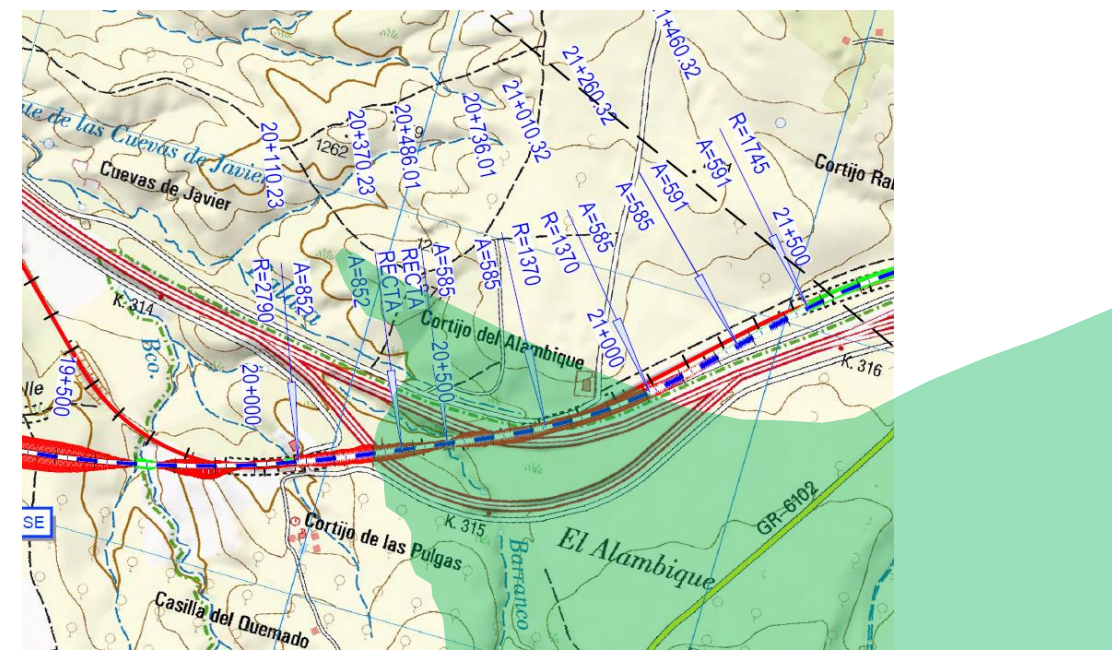 21+460.32
21+260.32
21+010.32
20+736.01
20+486.01
20+370.23
20+110.23
1262
9
ue de las Cuevas de Javier
Cuevas de Javier
R=1745
A=591
A=591
A=585
A=585
R=1370
R=1370
A=585
A=585
RECTA
RECTA
A=852
A=852
R=2790
Cortijo Ra
21+500
K. 314
Bco.
Cortijo del Alambique
21+000
20+500
20+000
19+500
K. 316
lle
SE
K. 315
Cortijo de las Pulgas
El Alambique
GR-6102
Barranco
Casilla del Quemado